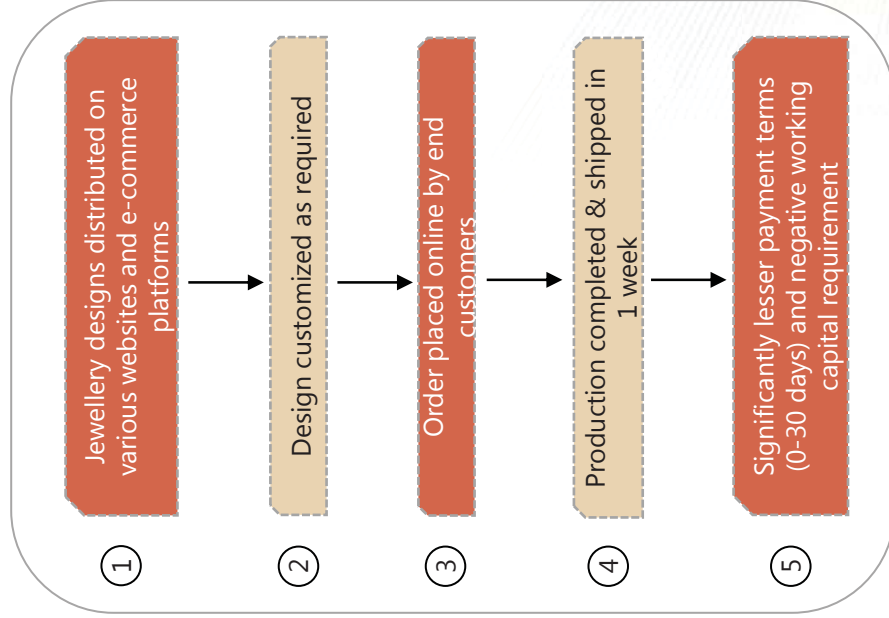 1
Jewellery designs distributed on
various websites and e-commerce
platforms
2
Design customized as required
3
Order placed online by end
customers
4
Production completed & shipped in
1 week
5
Significantly lesser payment terms
(0-30 days) and negative working
capital requirement